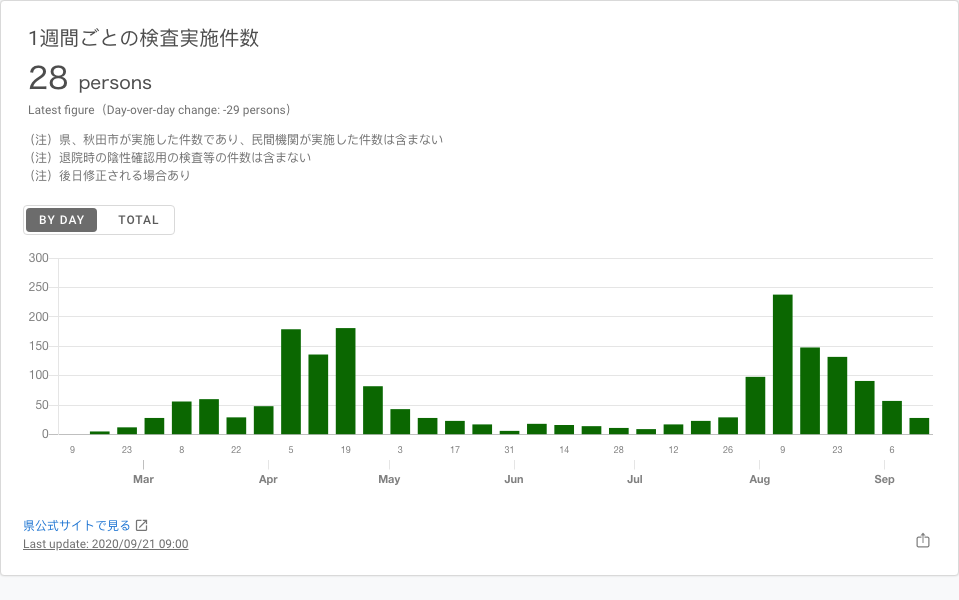 1週間ごとの検査実施件数
28 persons
Latest figure（Day-over-day change: -29 persons）
（注）県、秋田市が実施した件数であり、民間機関が実施した件数は含まない
（注）退院時の陰性確認用の検査等の件数は含まない
（注）後日修正される場合あり
BY DAY TOTAL
300
250
200
150
100
50
0
9 23 8 22 5 19 3 17 31 14 28 12 26 9 23 6
Mar Apr May Jun Jul Aug Sep
県公式サイトで見る
Last update: 2020/09/21 09:00